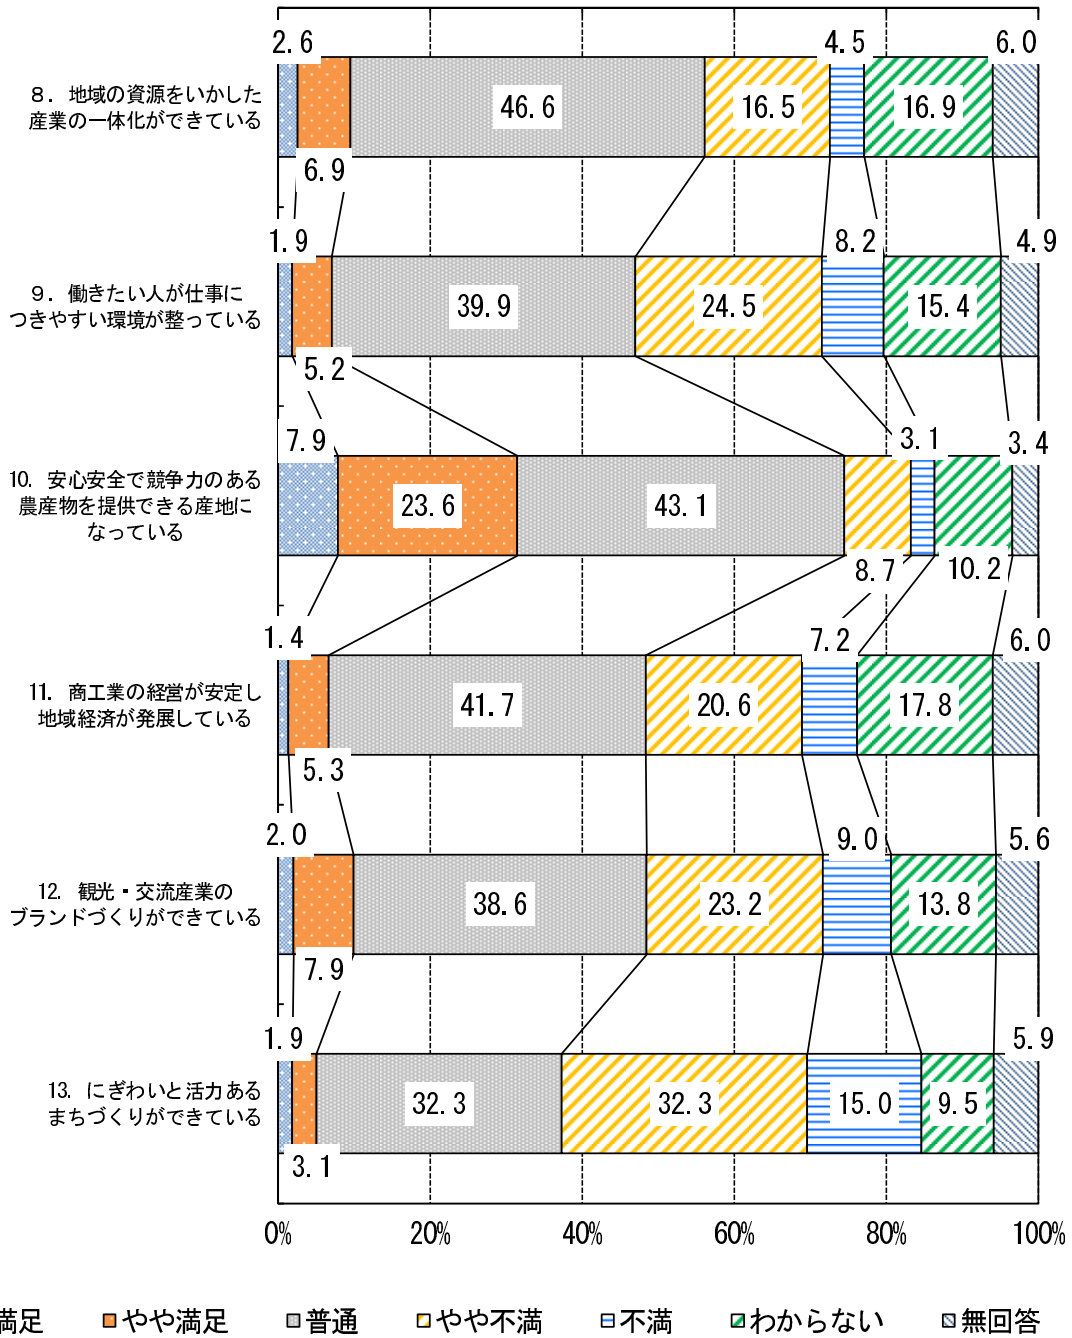 2.6 4.5 6.0
8. 地域の資源をいかした
産業の一体化ができている
46.6 16.5 16.9
6.9
1.9 8.2 4.9
9. 働きたい人が仕事に
つきやすい環境が整っている
39.9 24.5 15.4
5.2
7.9 3.1 3.4
10. 安心安全で競争力のある
農産物を提供できる産地に
なっている
23.6 43.1
8.7 10.2
1.4 7.2 6.0
11. 商工業の経営が安定し
地域経済が発展している
41.7 20.6 17.8
5.3
2.0 9.0 5.6
12. 観光・交流産業の
ブランドづくりができている
38.6 23.2 13.8
7.9
1.9 5.9
13. にぎわいと活力ある
まちづくりができている
32.3 32.3 15.0 9.5
3.1
0% 20% 40% 60% 80% 100%
満足 やや満足 普通 やや不満 不満 わからない 無回答